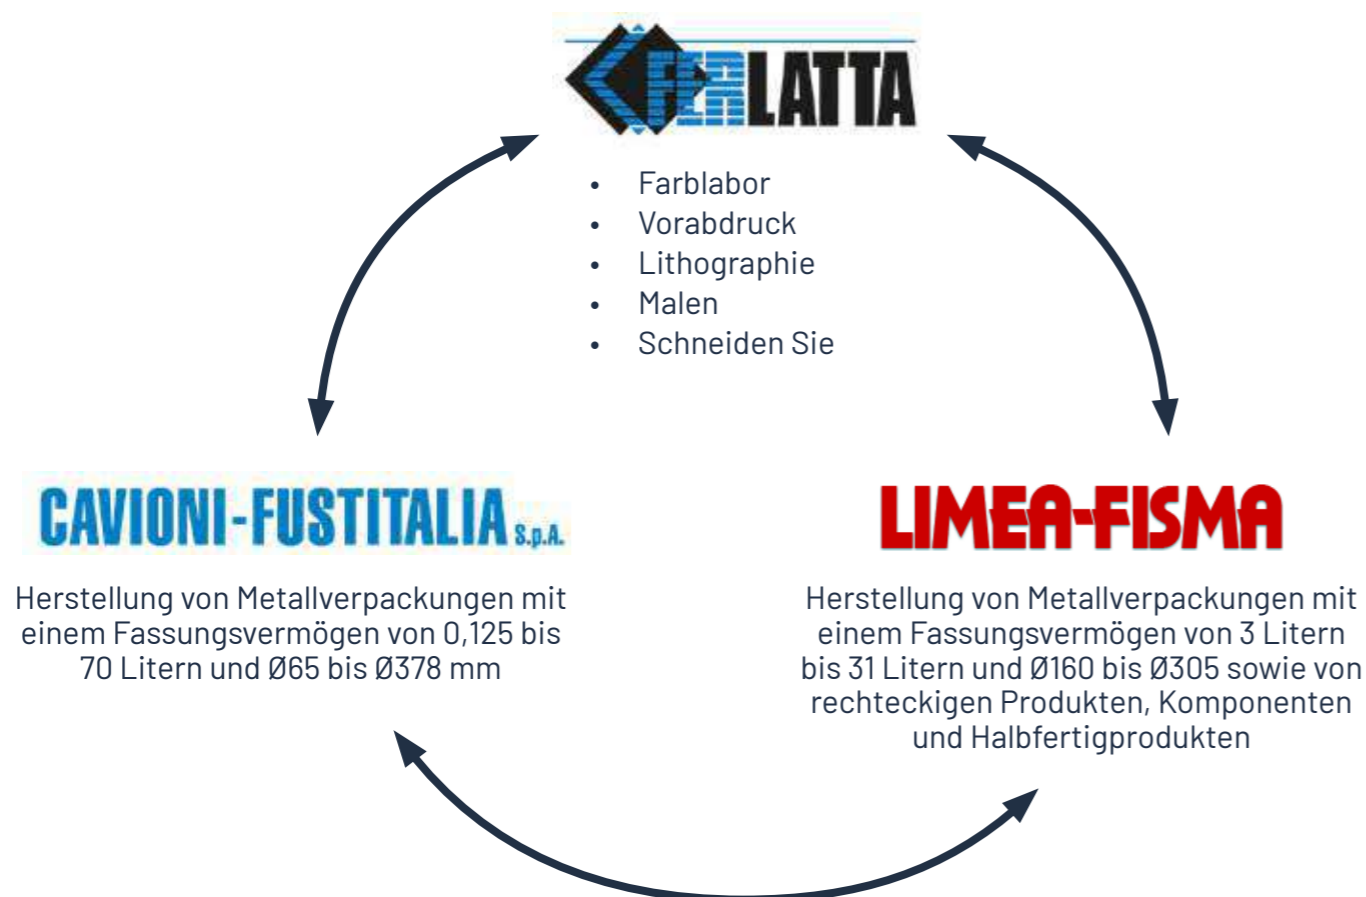 FERLATTA
• Farblabor
• Vorabdruck
• Lithographie
• Malen
• Schneiden Sie
CAVIONI-FUSTITALIA S.p.A.
Herstellung von Metallverpackungen mit
einem Fassungsvermögen von 0,125 bis
70 Litern und Ø65 bis Ø378 mm
LIMEA-FISMA
Herstellung von Metallverpackungen mit
einem Fassungsvermögen von 3 Litern
bis 31 Litern und Ø160 bis Ø305 sowie von
rechteckigen Produkten, Komponenten
und Halbfertigprodukten